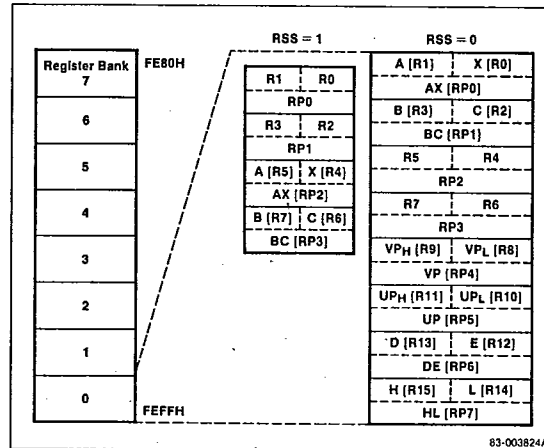 RSS = 1 RSS = 0
Register Bank FE80H
7
6
5
4
3
2
1
0
FEFFH
R1 R0
RP0
R3 R2
RP1
A [R5] X [R4]
AX [RP2]
B [R7] C [R6]
BC [RP3]
A [R1] X [R0]
AX [RP0]
B [R3] C [R2]
BC [RP1]
R5 R4
RP2
R7 R6
RP3
VPH [R9] VPL [R8]
VP [RP4]
UPH [R11] UPL [R10]
UP [RP5]
D [R13] E [R12]
DE [RP6]
H [R15] L [R14]
HL [RP7]
83-003824A